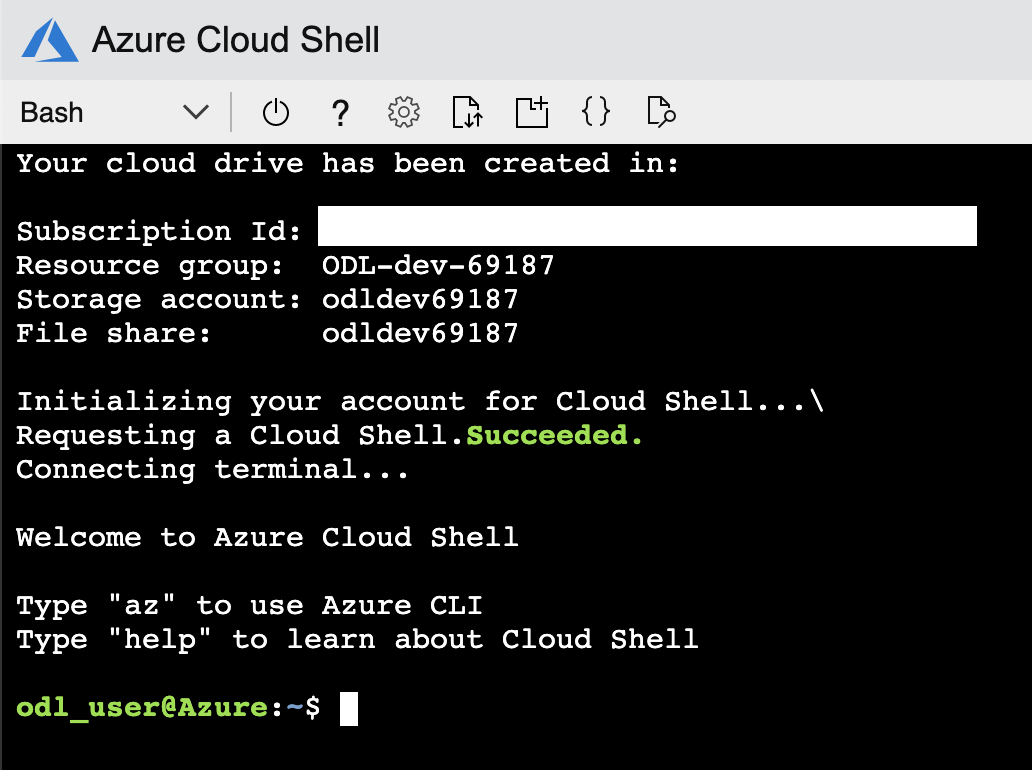 Azure Cloud Shell
Bash
?
{}
Your cloud drive has been created in:
Subscription Id:
Resource group: ODL-dev-69187
Storage account: odldev69187
File share: odldev69187
Initializing your account for Cloud Shell...\
Requesting a Cloud Shell.Succeeded.
Connecting terminal...
Welcome to Azure Cloud Shell
Type "az" to use Azure CLI
Type "help" to learn about Cloud Shell
odl_user@Azure:~$